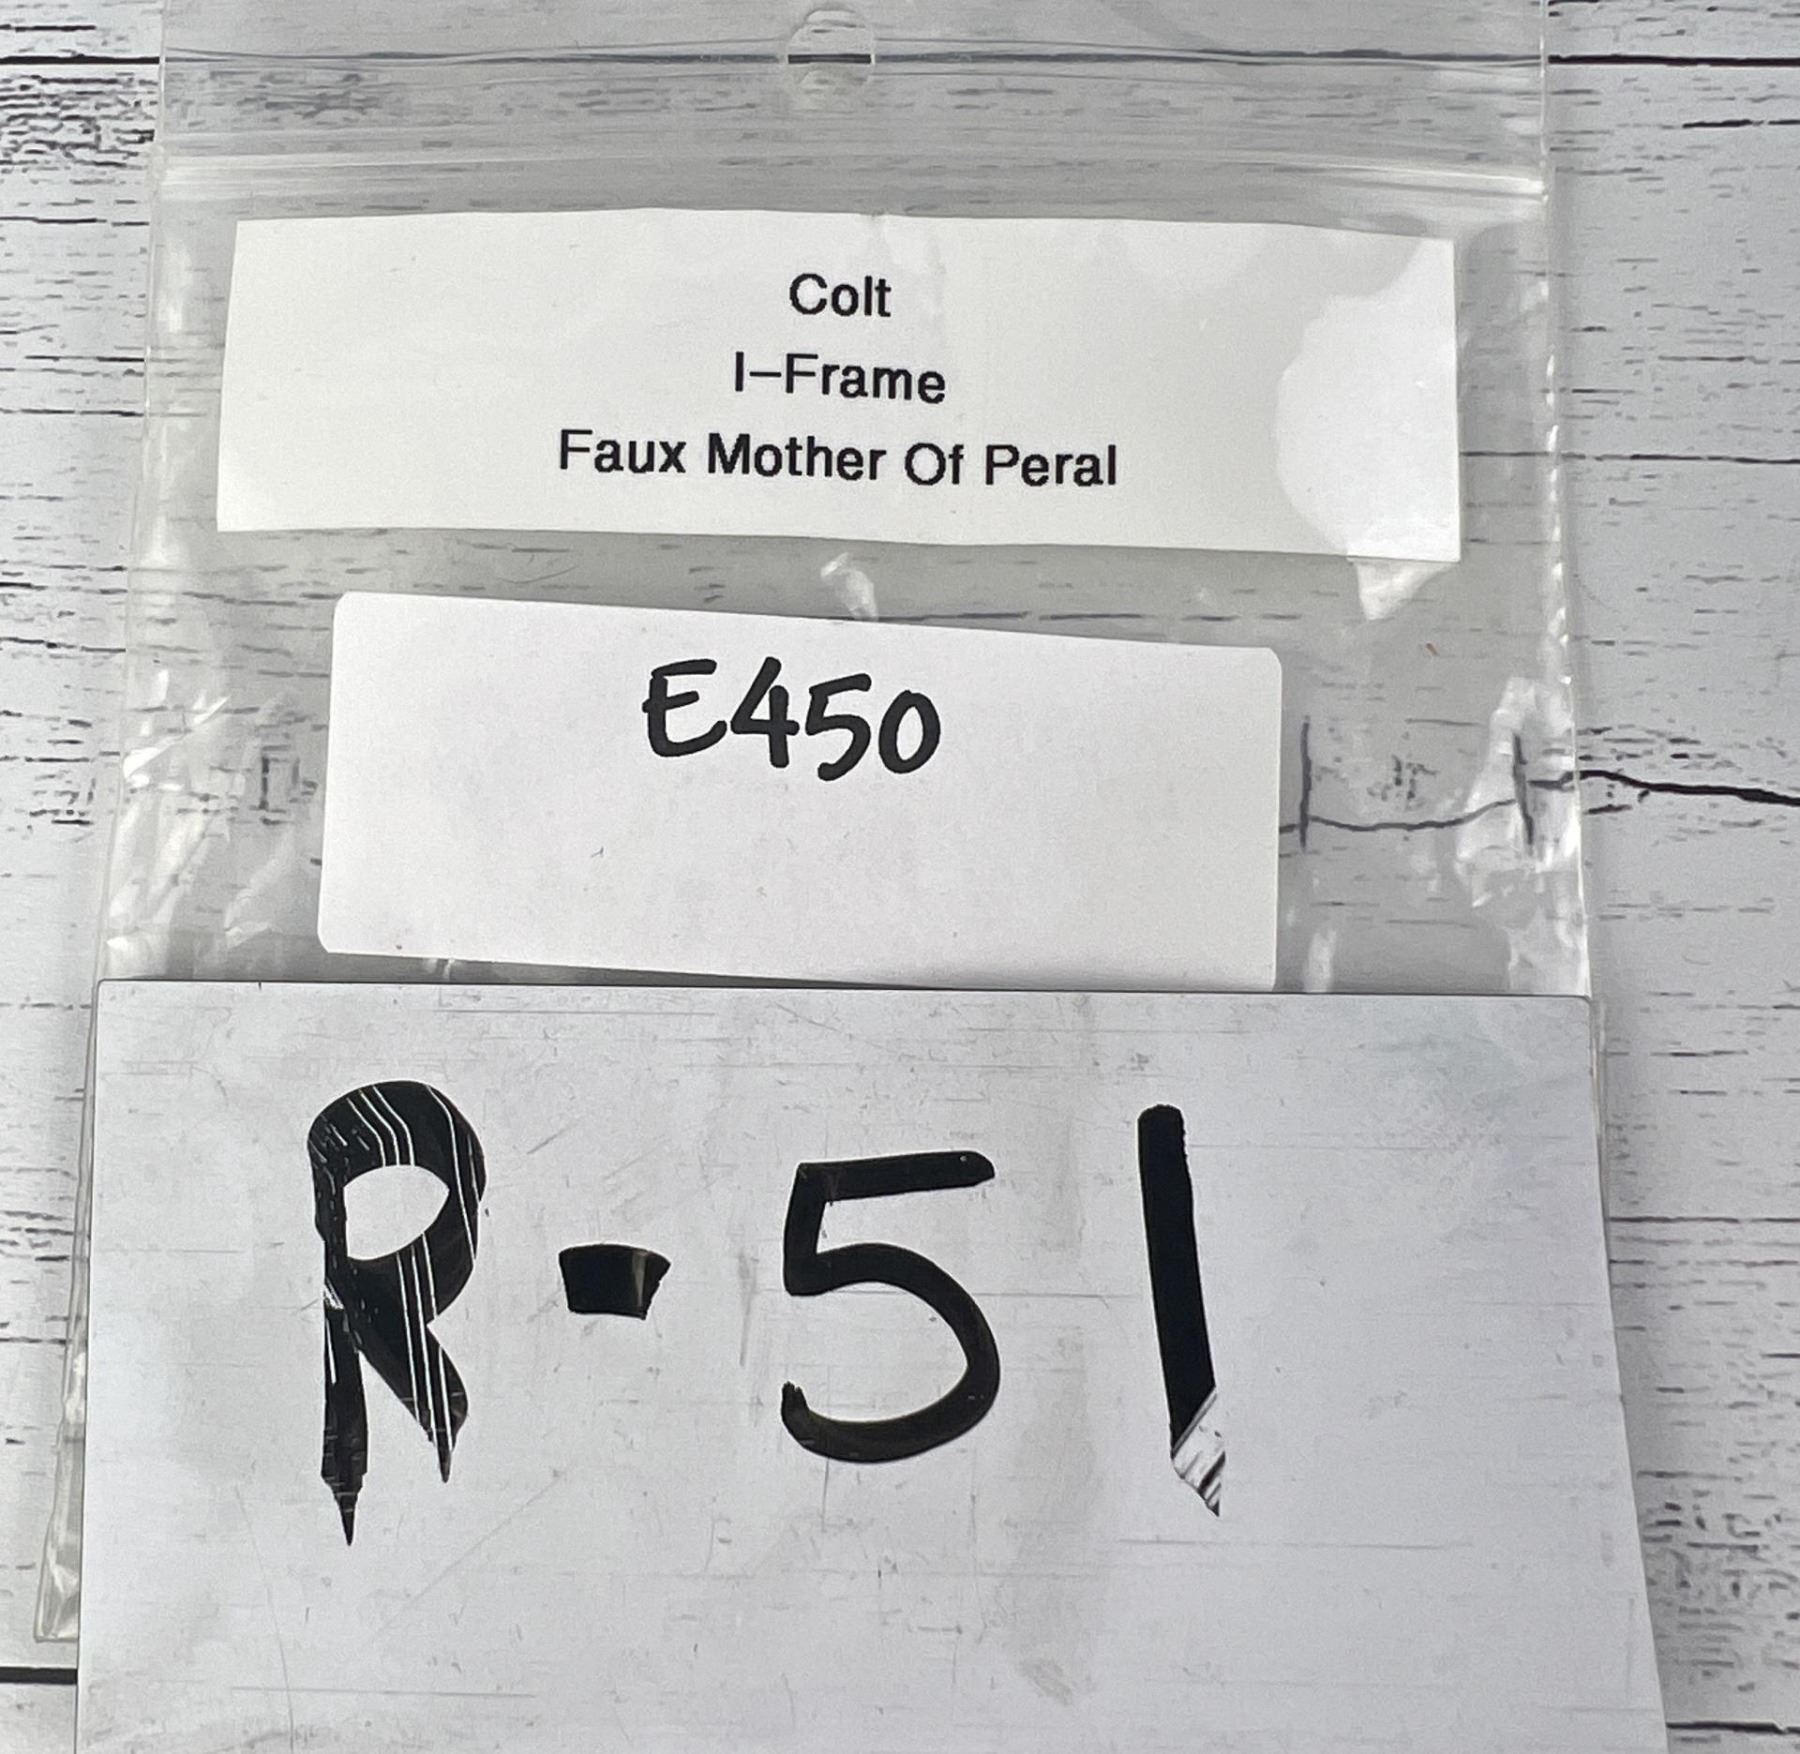 Colt
I-Frame
Faux Mother Of Peral
E450
R-51